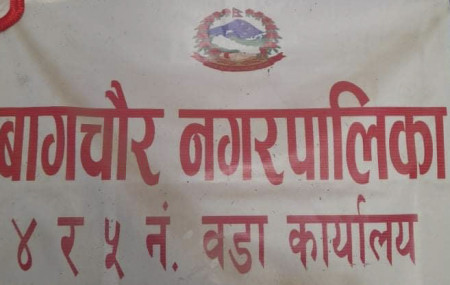 बागचौर नगरपालिका
४ र ५ नं. वडा कार्यालय